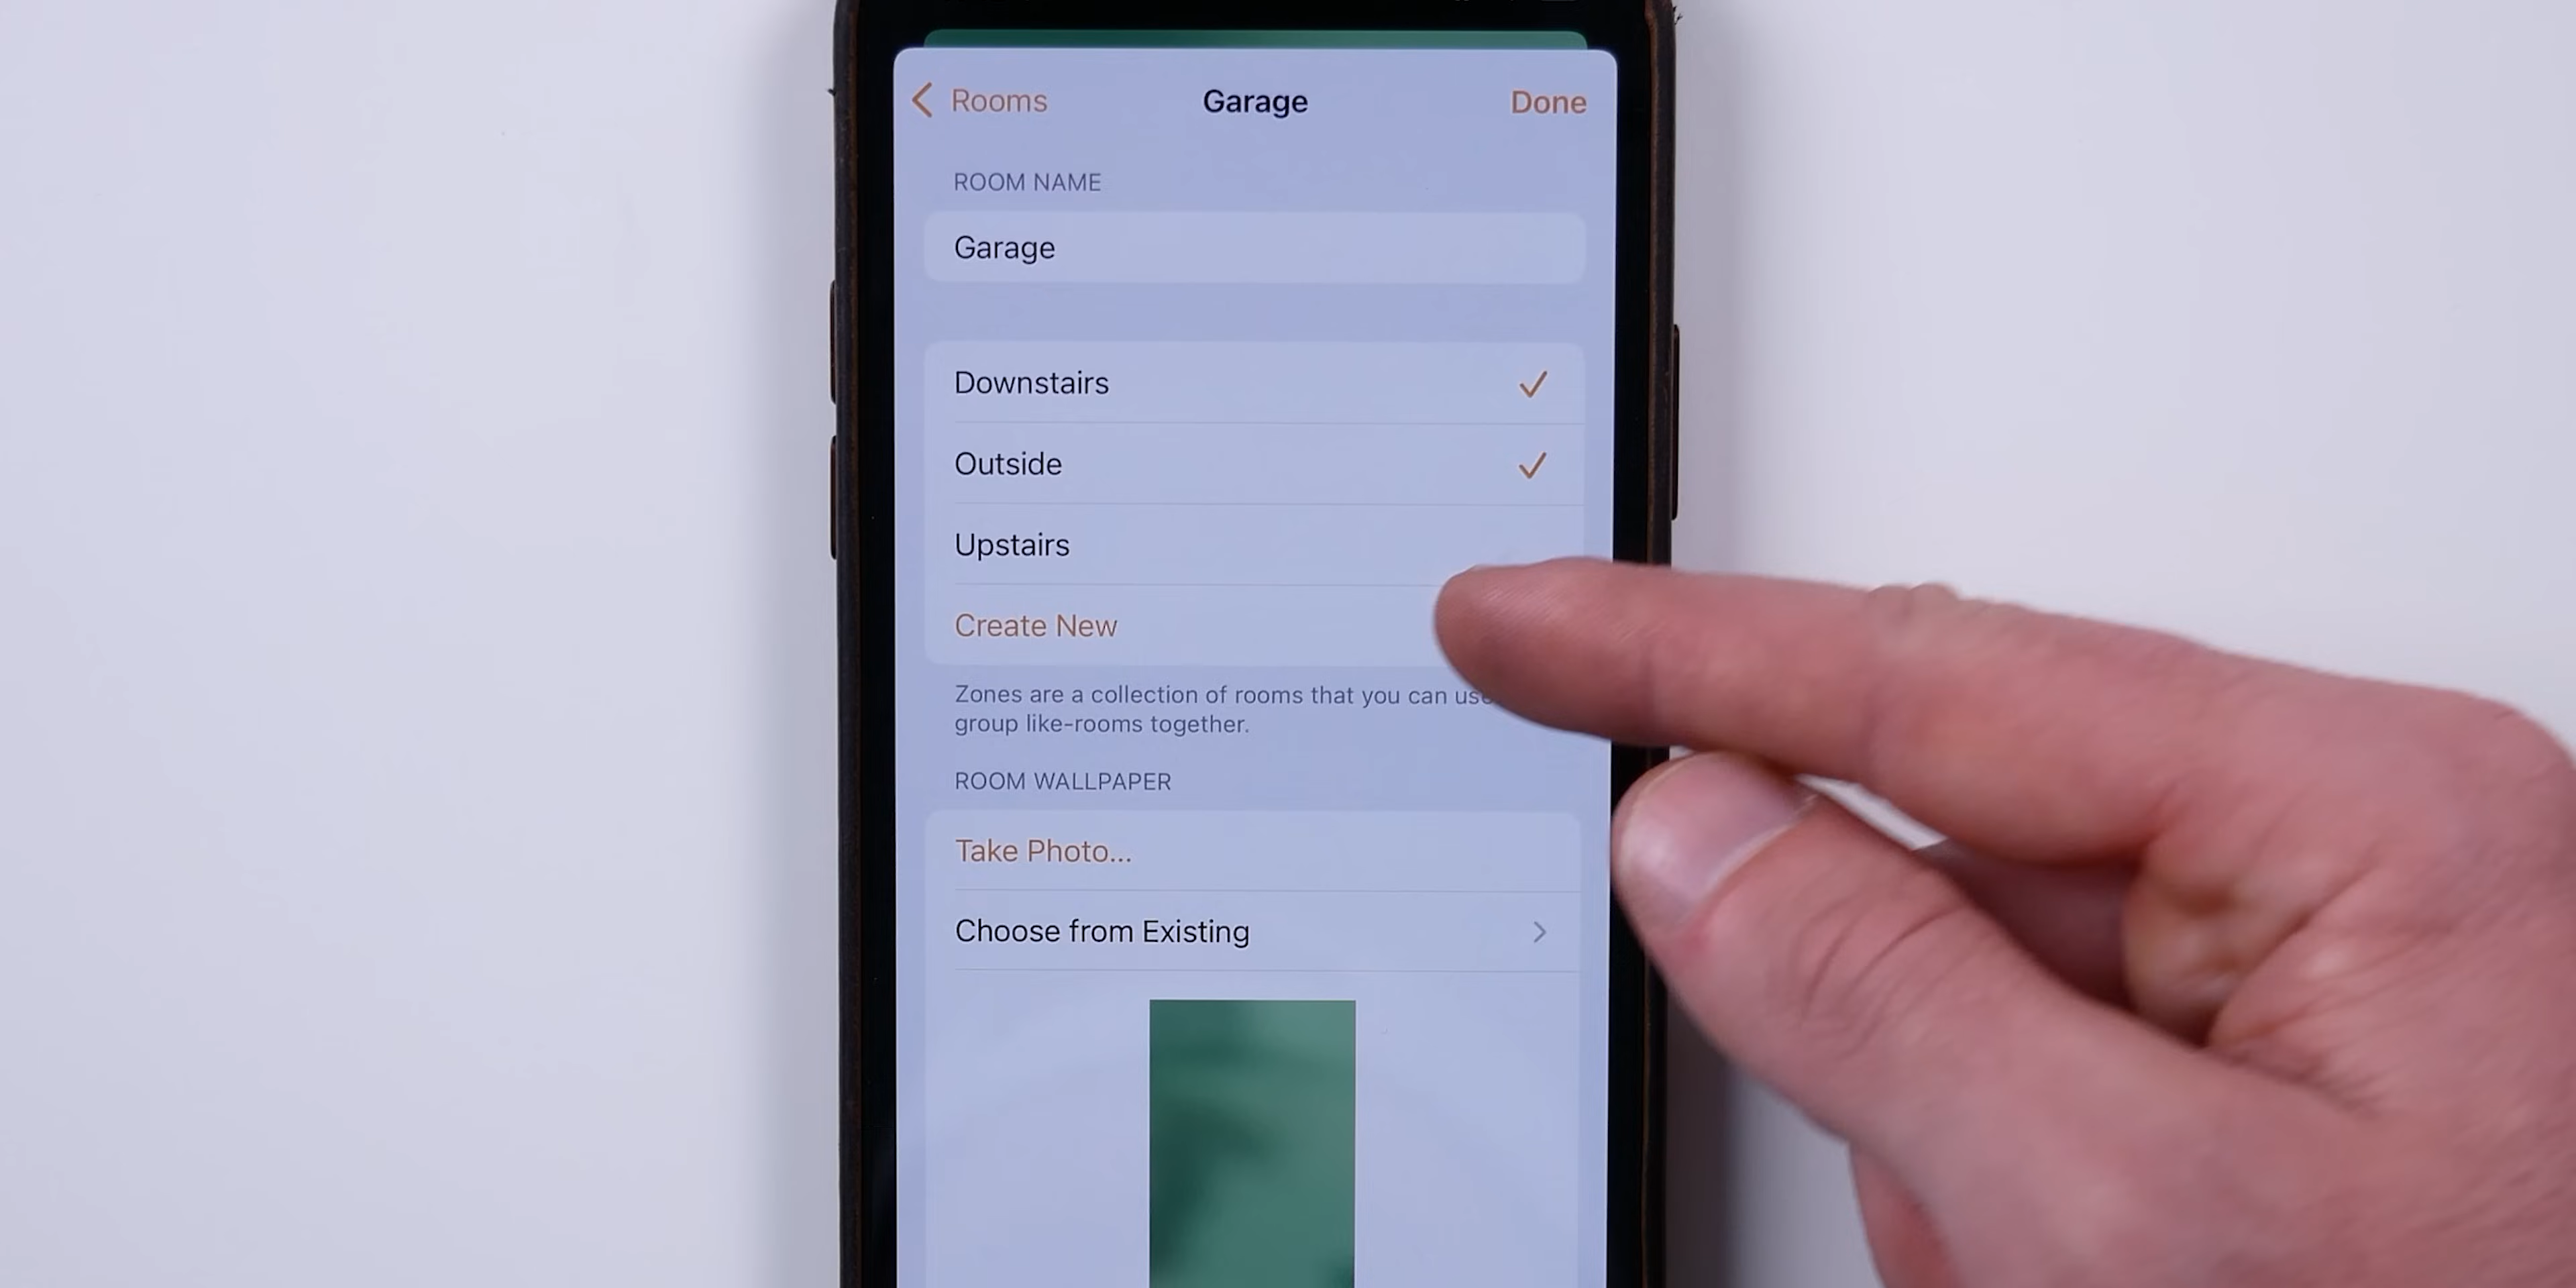 Rooms
Garage
Done
ROOM NAME
Garage
Downstairs
Outside
Upstairs
Create New
Zones are a collection of rooms that you can use
group like-rooms together.
ROOM WALLPAPER
Take Photo...
Choose from Existing